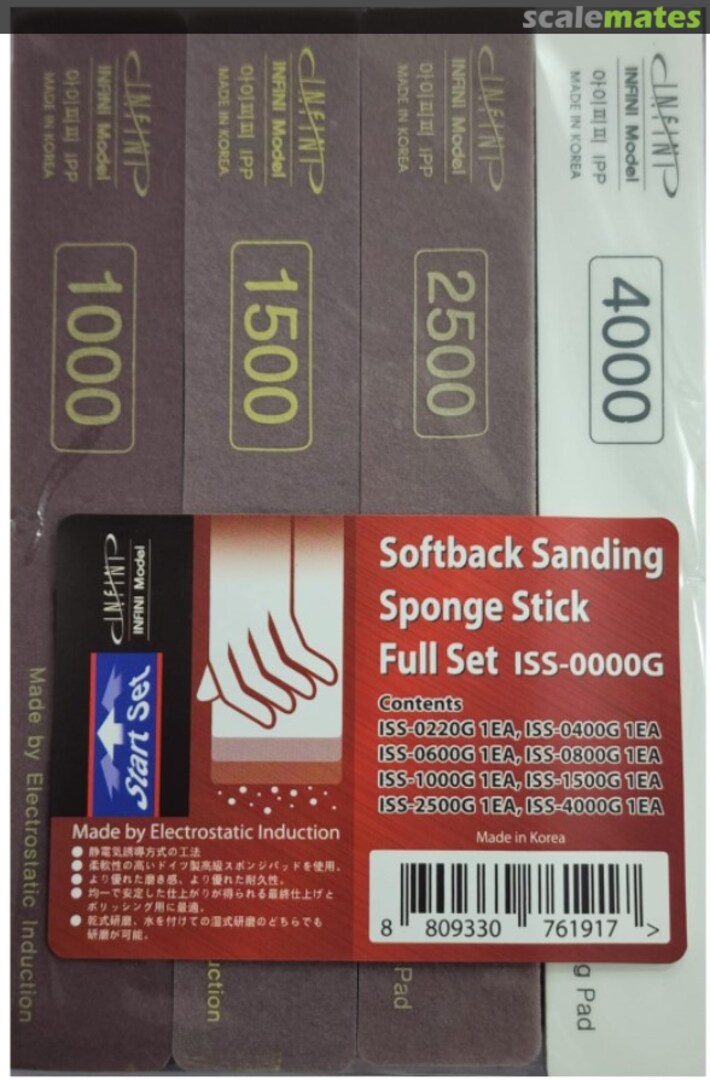 scalemates
INFINI
INFINI Model
아이피피 IPP
MADE IN KOREA
1000
INFINI
INFINI Model
아이피피 IPP
MADE IN KOREA
1500
INFINI
INFINI Model
아이피피 IPP
MADE IN KOREA
2500
INFINI
INFINI Model
아이피피 IPP
MADE IN KOREA
4000
INFINI
INFINI Model
Start Set
Softback Sanding
Sponge Stick
Full Set ISS-0000G
Contents
ISS-0220G 1EA, ISS-0400G 1EA
ISS-0600G 1EA, ISS-0800G 1EA
ISS-1000G 1EA, ISS-1500G 1EA
ISS-2500G 1EA, ISS-4000G 1EA
Made in Korea
Made by Electrostatic Induction
● 静電気誘導方式の工法
● 柔軟性の高いドイツ製高級スポンジパッドを使用。
● より優れた磨き感、より優れた耐久性。
● 均一で安定した仕上がりが得られる最終仕上げと
ポリッシング用に最適。
● 乾式研磨、水を付けての湿式研磨のどちらでも
研磨が可能。
8 809330 761917 >
Made by Electrostatic Induction
uction
Pad
g Pad